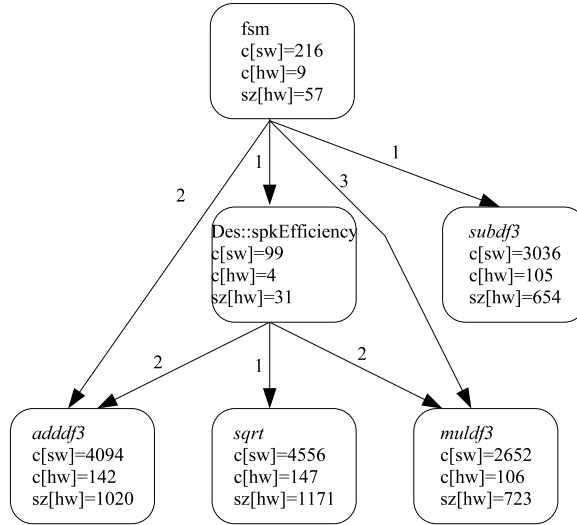 fsm
c[sw]=216
c[hw]=9
sz[hw]=57
2
1
3
1
Des::spkEfficiency
c[sw]=99
c[hw]=4
sz[hw]=31
subdf3
c[sw]=3036
c[hw]=105
sz[hw]=654
2
1
2
adddf3
c[sw]=4094
c[hw]=142
sz[hw]=1020
sqrt
c[sw]=4556
c[hw]=147
sz[hw]=1171
muldf3
c[sw]=2652
c[hw]=106
sz[hw]=723